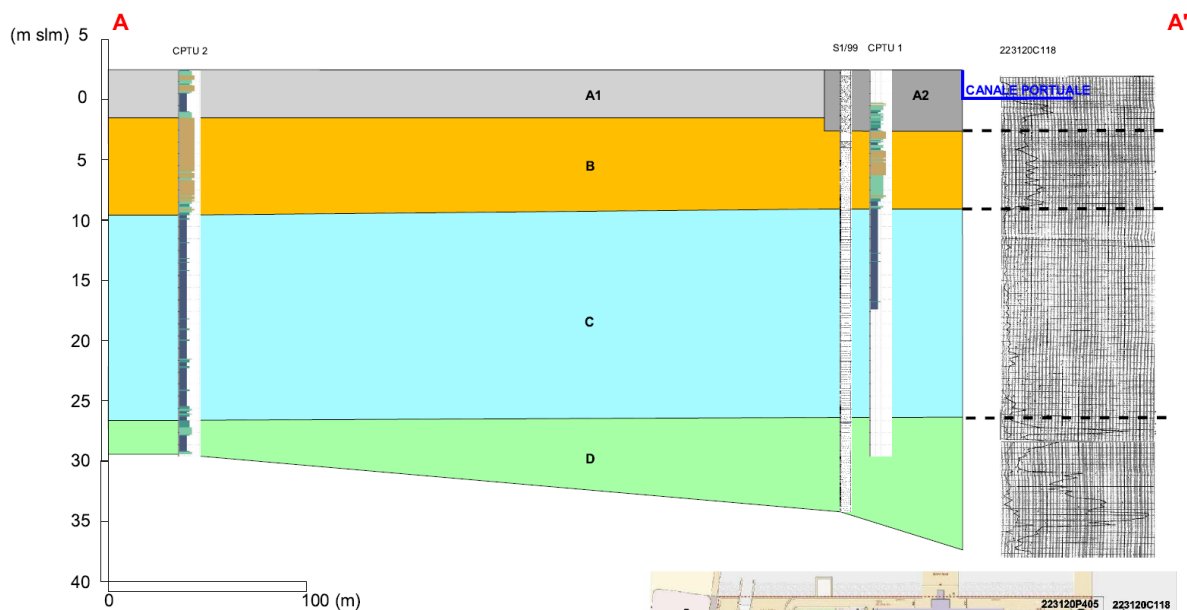 A
A'
(m slm)
5
CPTU 2
S1/99
CPTU 1
223120C118
A1
A2
CANALE PORTUALE
0
B
5
10
15
C
20
25
D
30
35
40
0
100 (m)
223120P405
223120C118